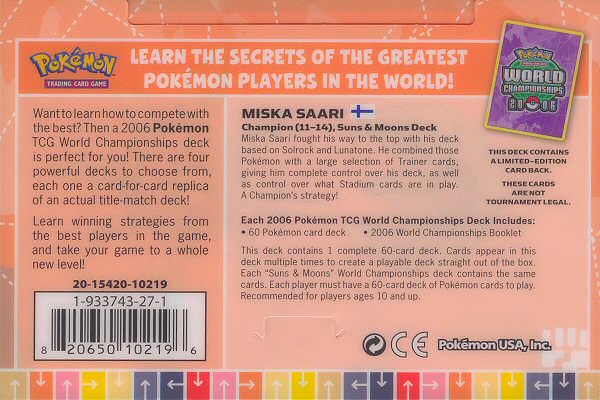 POKéMON
TRADING CARD GAME
LEARN THE SECRETS OF THE GREATEST
POKÉMON PLAYERS IN THE WORLD!
POKéMON
WORLD
CHAMPIONSHIPS
2006
Want to learn how to compete with
the best? Then a 2006 Pokémon
TCG World Championships deck
is perfect for you! There are four
powerful decks to choose from,
each one a card-for-card replica
of an actual title-match deck!
Learn winning strategies from
the best players in the game,
and take your game to a whole
new level!
20-15420-10219
1-933743-27-1
8 20650 10219 6
MISKA SAARI
Champion (11–14), Suns & Moons Deck
Miska Saari fought his way to the top with his deck
based on Solrock and Lunatone. He combined those
Pokémon with a large selection of Trainer cards,
giving him complete control over his deck, as well
as control over what Stadium cards are in play.
A Champion's strategy!
Each 2006 Pokémon TCG World Championships Deck Includes:
• 60 Pokémon card deck • 2006 World Championships Booklet
This deck contains 1 complete 60-card deck. Cards appear in this
deck multiple times to create a playable deck straight out of the box.
Each “Suns & Moons” World Championships deck contains the same
cards. Each player must have a 60-card deck of Pokémon cards to play.
Recommended for players ages 10 and up.
THIS DECK CONTAINS
A LIMITED-EDITION
CARD BACK.
THESE CARDS
ARE NOT
TOURNAMENT LEGAL.
0-3
CE
Pokémon USA, Inc.